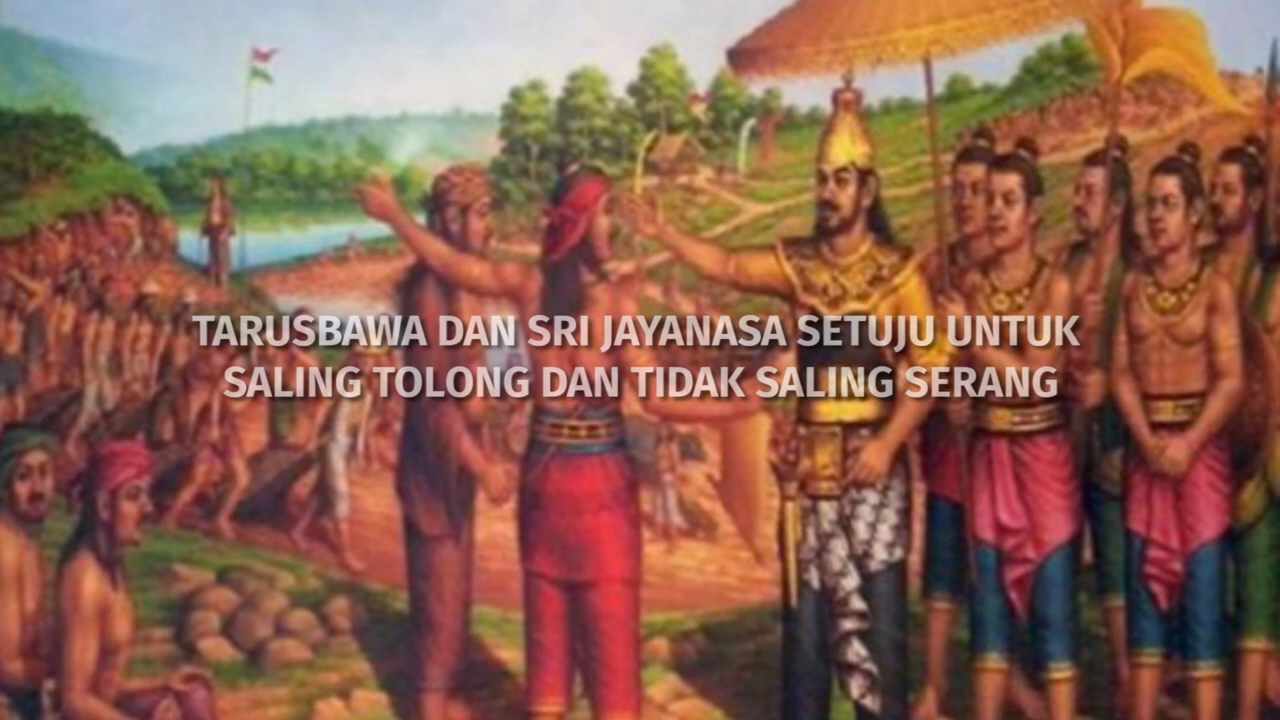 TARUSBAWA DAN SRI JAYANASA SETUJU UNTUK
SALING TOLONG DAN TIDAK SALING SERANG